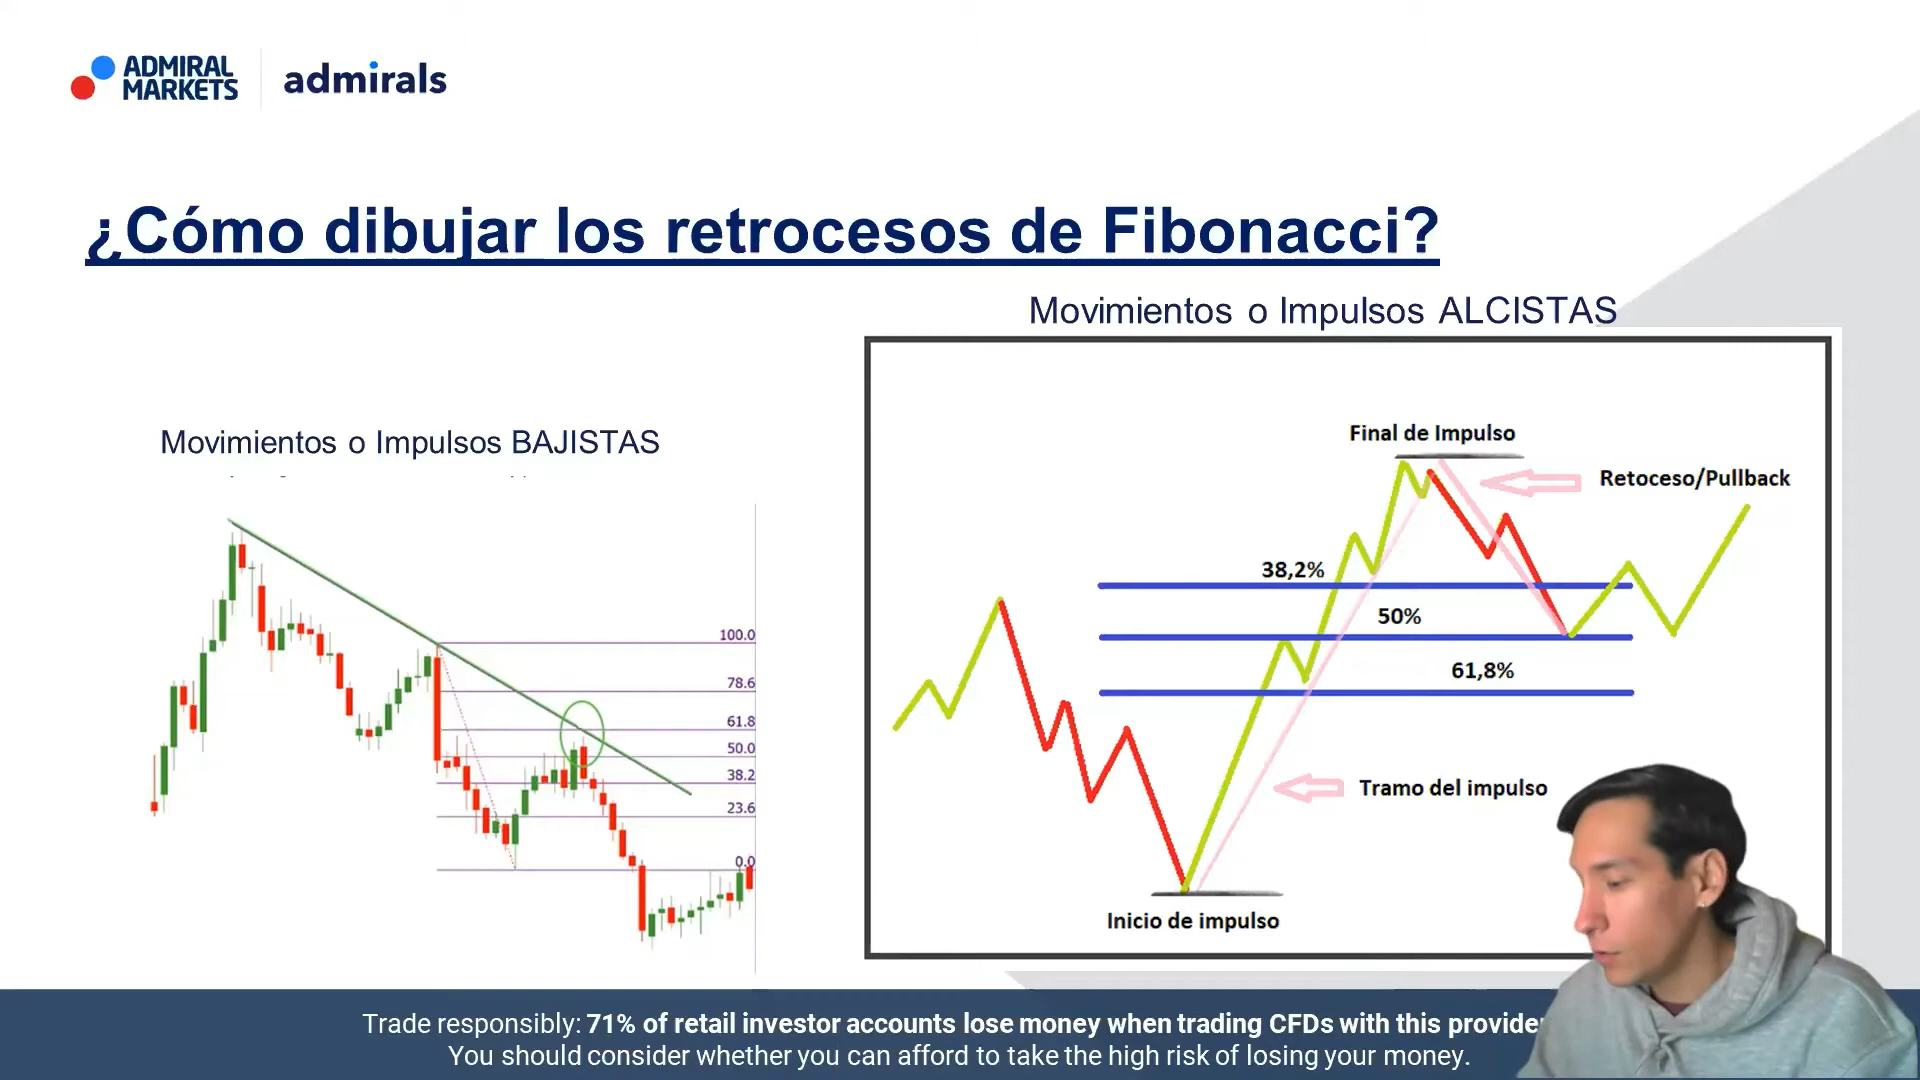 ADMIRAL
MARKETS
admirals
¿Cómo dibujar los retrocesos de Fibonacci?
Movimientos o Impulsos ALCISTAS
Movimientos o Impulsos BAJISTAS
100.0
78.6
61.8
50.0
38.2
23.6
0.0
Final de Impulso
Retoceso/Pullback
38,2%
50%
61,8%
Tramo del impulso
Inicio de impulso
Trade responsibly: 71% of retail investor accounts lose money when trading CFDs with this
You should consider whether you can afford to take the high risk of losing your money.